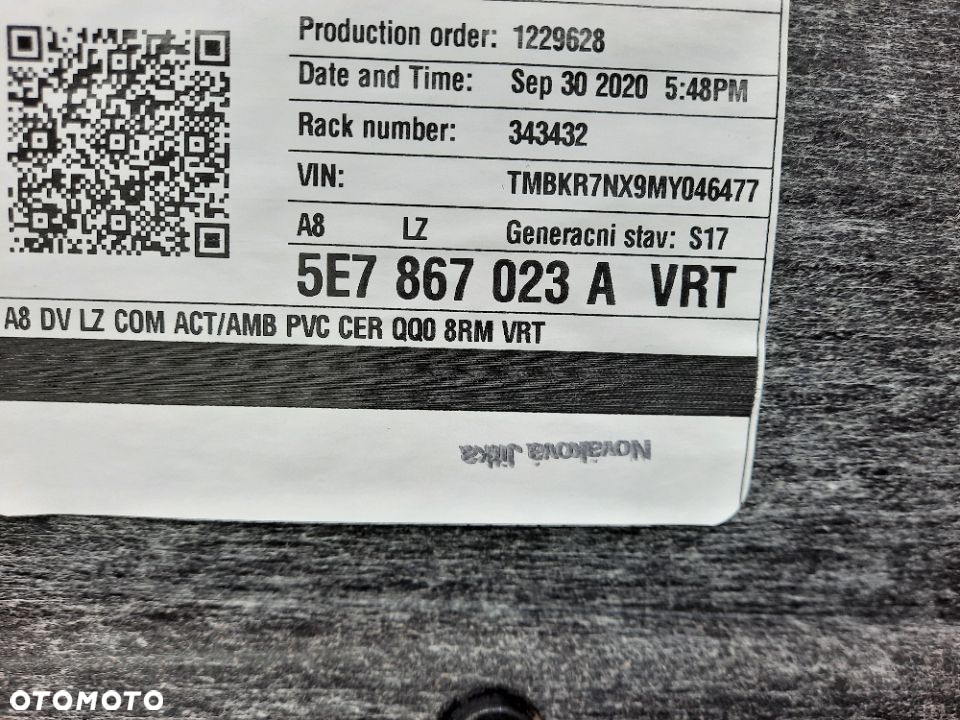 Production order: 1229628
Date and Time: Sep 30 2020 5:48PM
Rack number: 343432
VIN: TMBKR7NX9MY046477
A8 LZ Generacni stav: S17
5E7 867 023 A VRT
A8 DV LZ COM ACT/AMB PVC CER QQ0 8RM VRT
Nováková Jitka
OTOMOTO